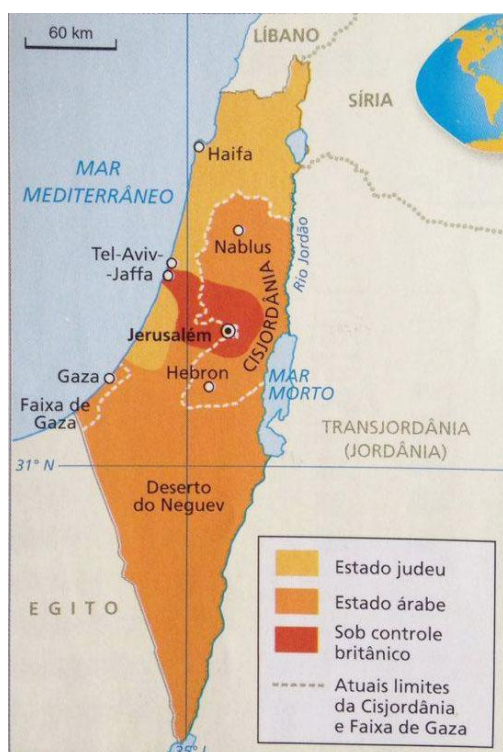 60 km
LÍBANO
SÍRIA
Haifa
MAR
MEDITERRÂNEO
Nablus
Rio Jordão
Tel-Aviv-
-Jaffa
CISJORDÂNIA
Jerusalém
Gaza
Hebron
MAR
MORTO
Faixa de
Gaza
TRANSJORDÂNIA
(JORDÂNIA)
31° N
Deserto
do Neguev
EGITO
Estado judeu
Estado árabe
Sob controle
britânico
Atuais limites
da Cisjordânia
e Faixa de Gaza